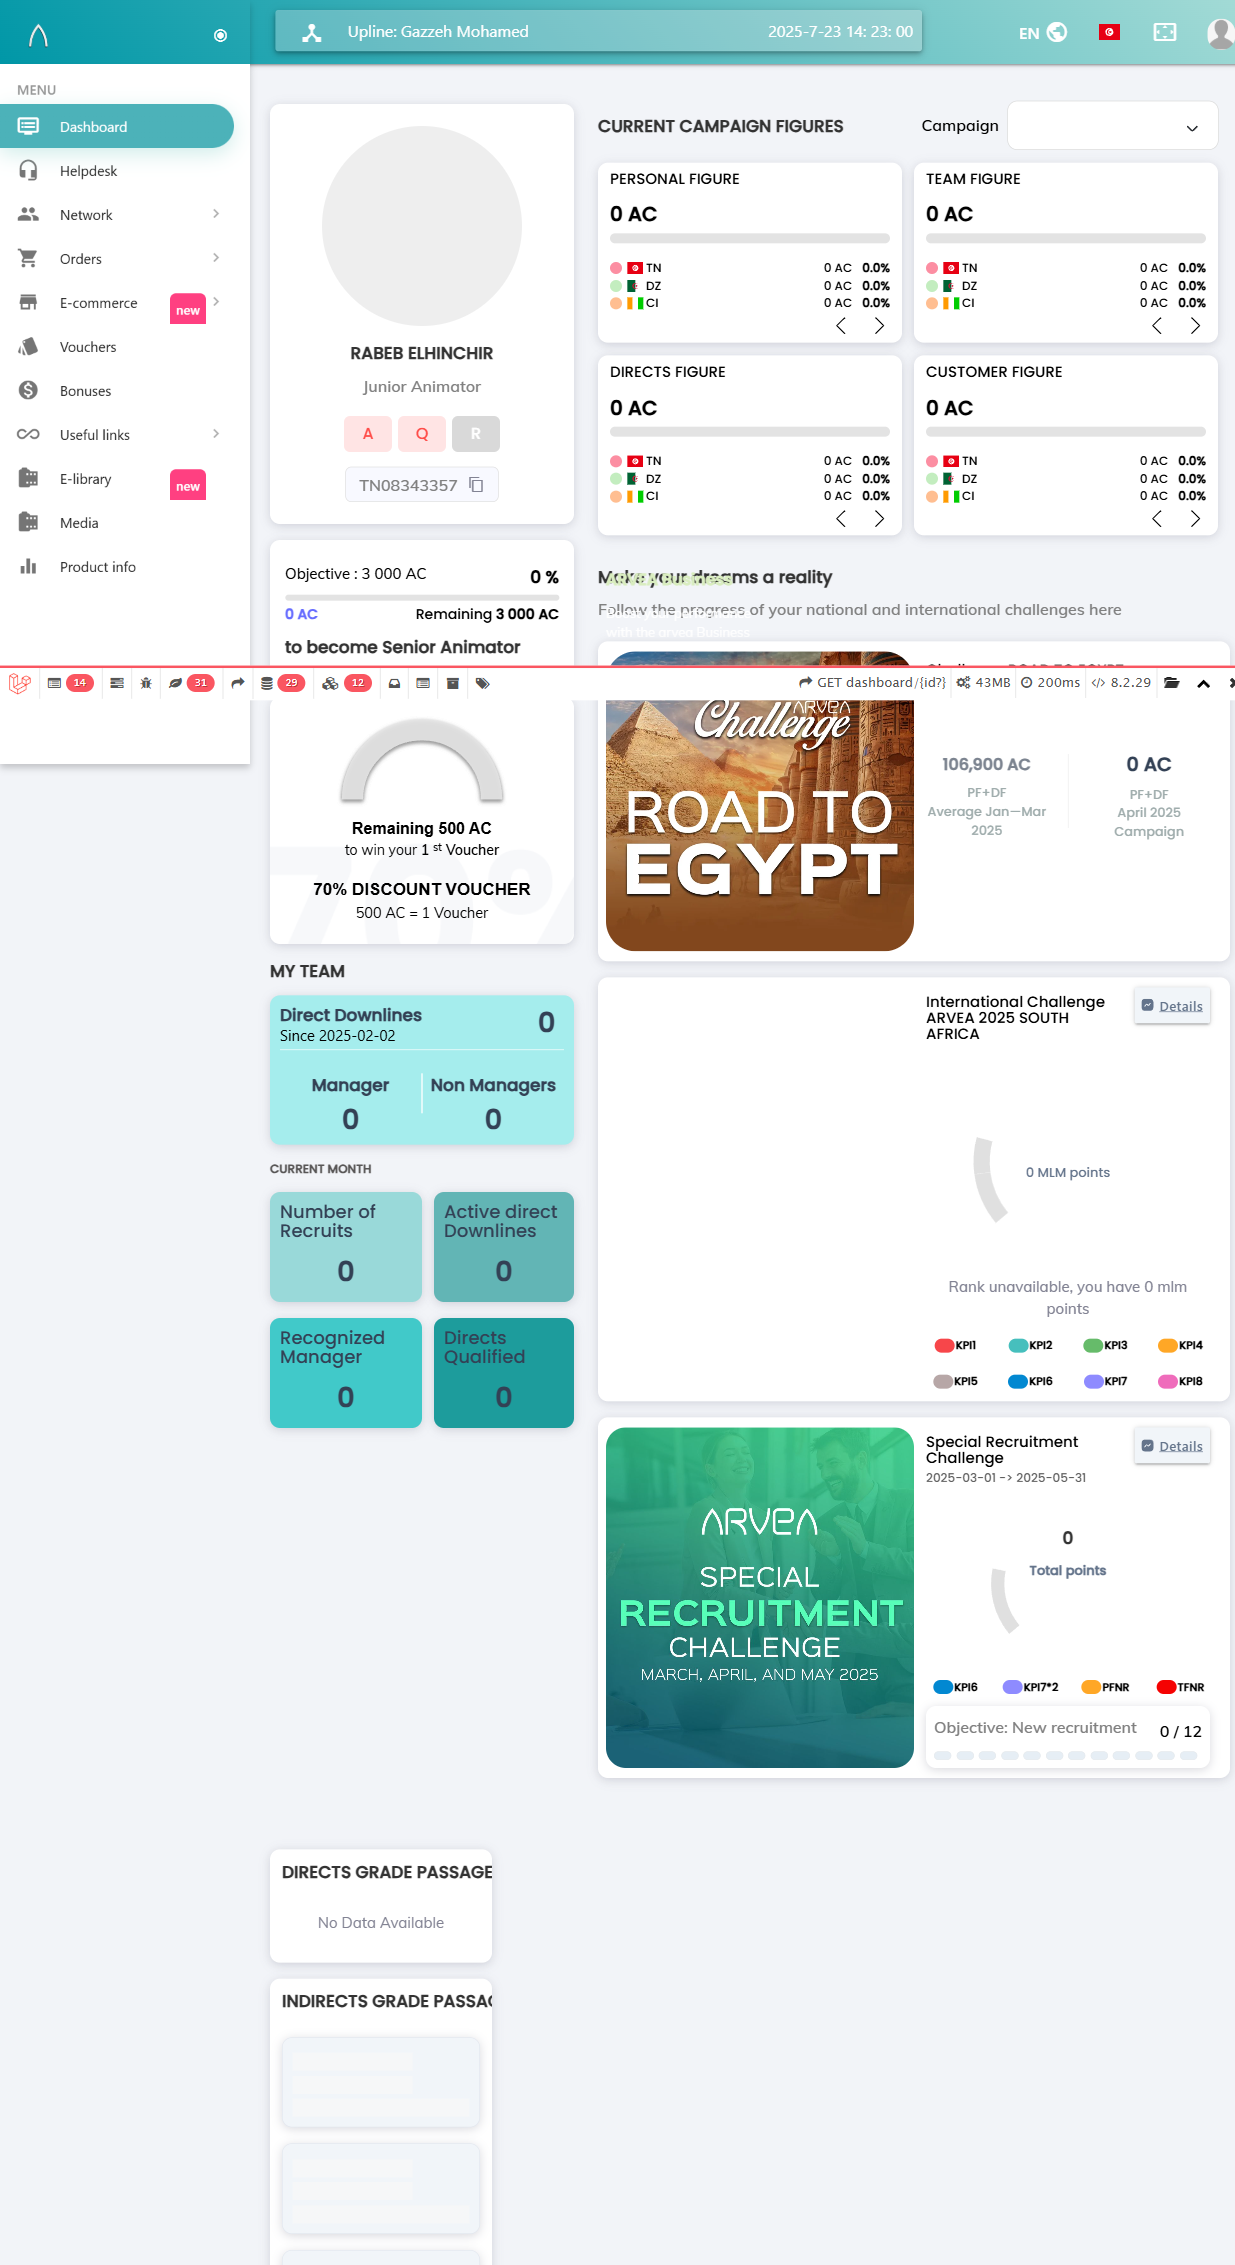 Upline: Gazzeh Mohamed
2025-7-23 14: 23: 00
EN
MENU
Dashboard
Helpdesk
Network
Orders
E-commerce
new
Vouchers
Bonuses
Useful links
E-library
new
Media
Product info
RABEB ELHINCHIR
Junior Animator
A Q R
TN08343357
Objective : 3 000 AC
0 %
0 AC
Remaining 3 000 AC
to become Senior Animator
CURRENT CAMPAIGN FIGURES
Campaign
PERSONAL FIGURE
0 AC
TN 0 AC 0.0%
DZ 0 AC 0.0%
CI 0 AC 0.0%
TEAM FIGURE
0 AC
TN 0 AC 0.0%
DZ 0 AC 0.0%
CI 0 AC 0.0%
DIRECTS FIGURE
0 AC
TN 0 AC 0.0%
DZ 0 AC 0.0%
CI 0 AC 0.0%
CUSTOMER FIGURE
0 AC
TN 0 AC 0.0%
DZ 0 AC 0.0%
CI 0 AC 0.0%
Make your dreams a reality
ARVEA Business
Follow the progress of your national and international challenges here
with the arvea Business
14
31
29
12
GET dashboard/{id?}
43MB
200ms
8.2.29
Remaining 500 AC
to win your 1 st Voucher
70% DISCOUNT VOUCHER
500 AC = 1 Voucher
70%
ARVEA
Challenge
ROAD TO
EGYPT
106,900 AC
PF+DF
Average Jan—Mar
2025
0 AC
PF+DF
April 2025
Campaign
MY TEAM
Direct Downlines
Since 2025-02-02
0
Manager
0
Non Managers
0
CURRENT MONTH
Number of
Recruits
0
Active direct
Downlines
0
Recognized
Manager
0
Directs
Qualified
0
International Challenge
ARVEA 2025 SOUTH
AFRICA
Details
0 MLM points
Rank unavailable, you have 0 mlm
points
KPI1 KPI2 KPI3 KPI4
KPI5 KPI6 KPI7 KPI8
ARVEA
SPECIAL
RECRUITMENT
CHALLENGE
MARCH, APRIL, AND MAY 2025
Special Recruitment
Challenge
2025-03-01 -> 2025-05-31
Details
0
Total points
KPI6 KPI7*2 PFNR TFNR
Objective: New recruitment
0 / 12
DIRECTS GRADE PASSAGE
No Data Available
INDIRECTS GRADE PASSAG